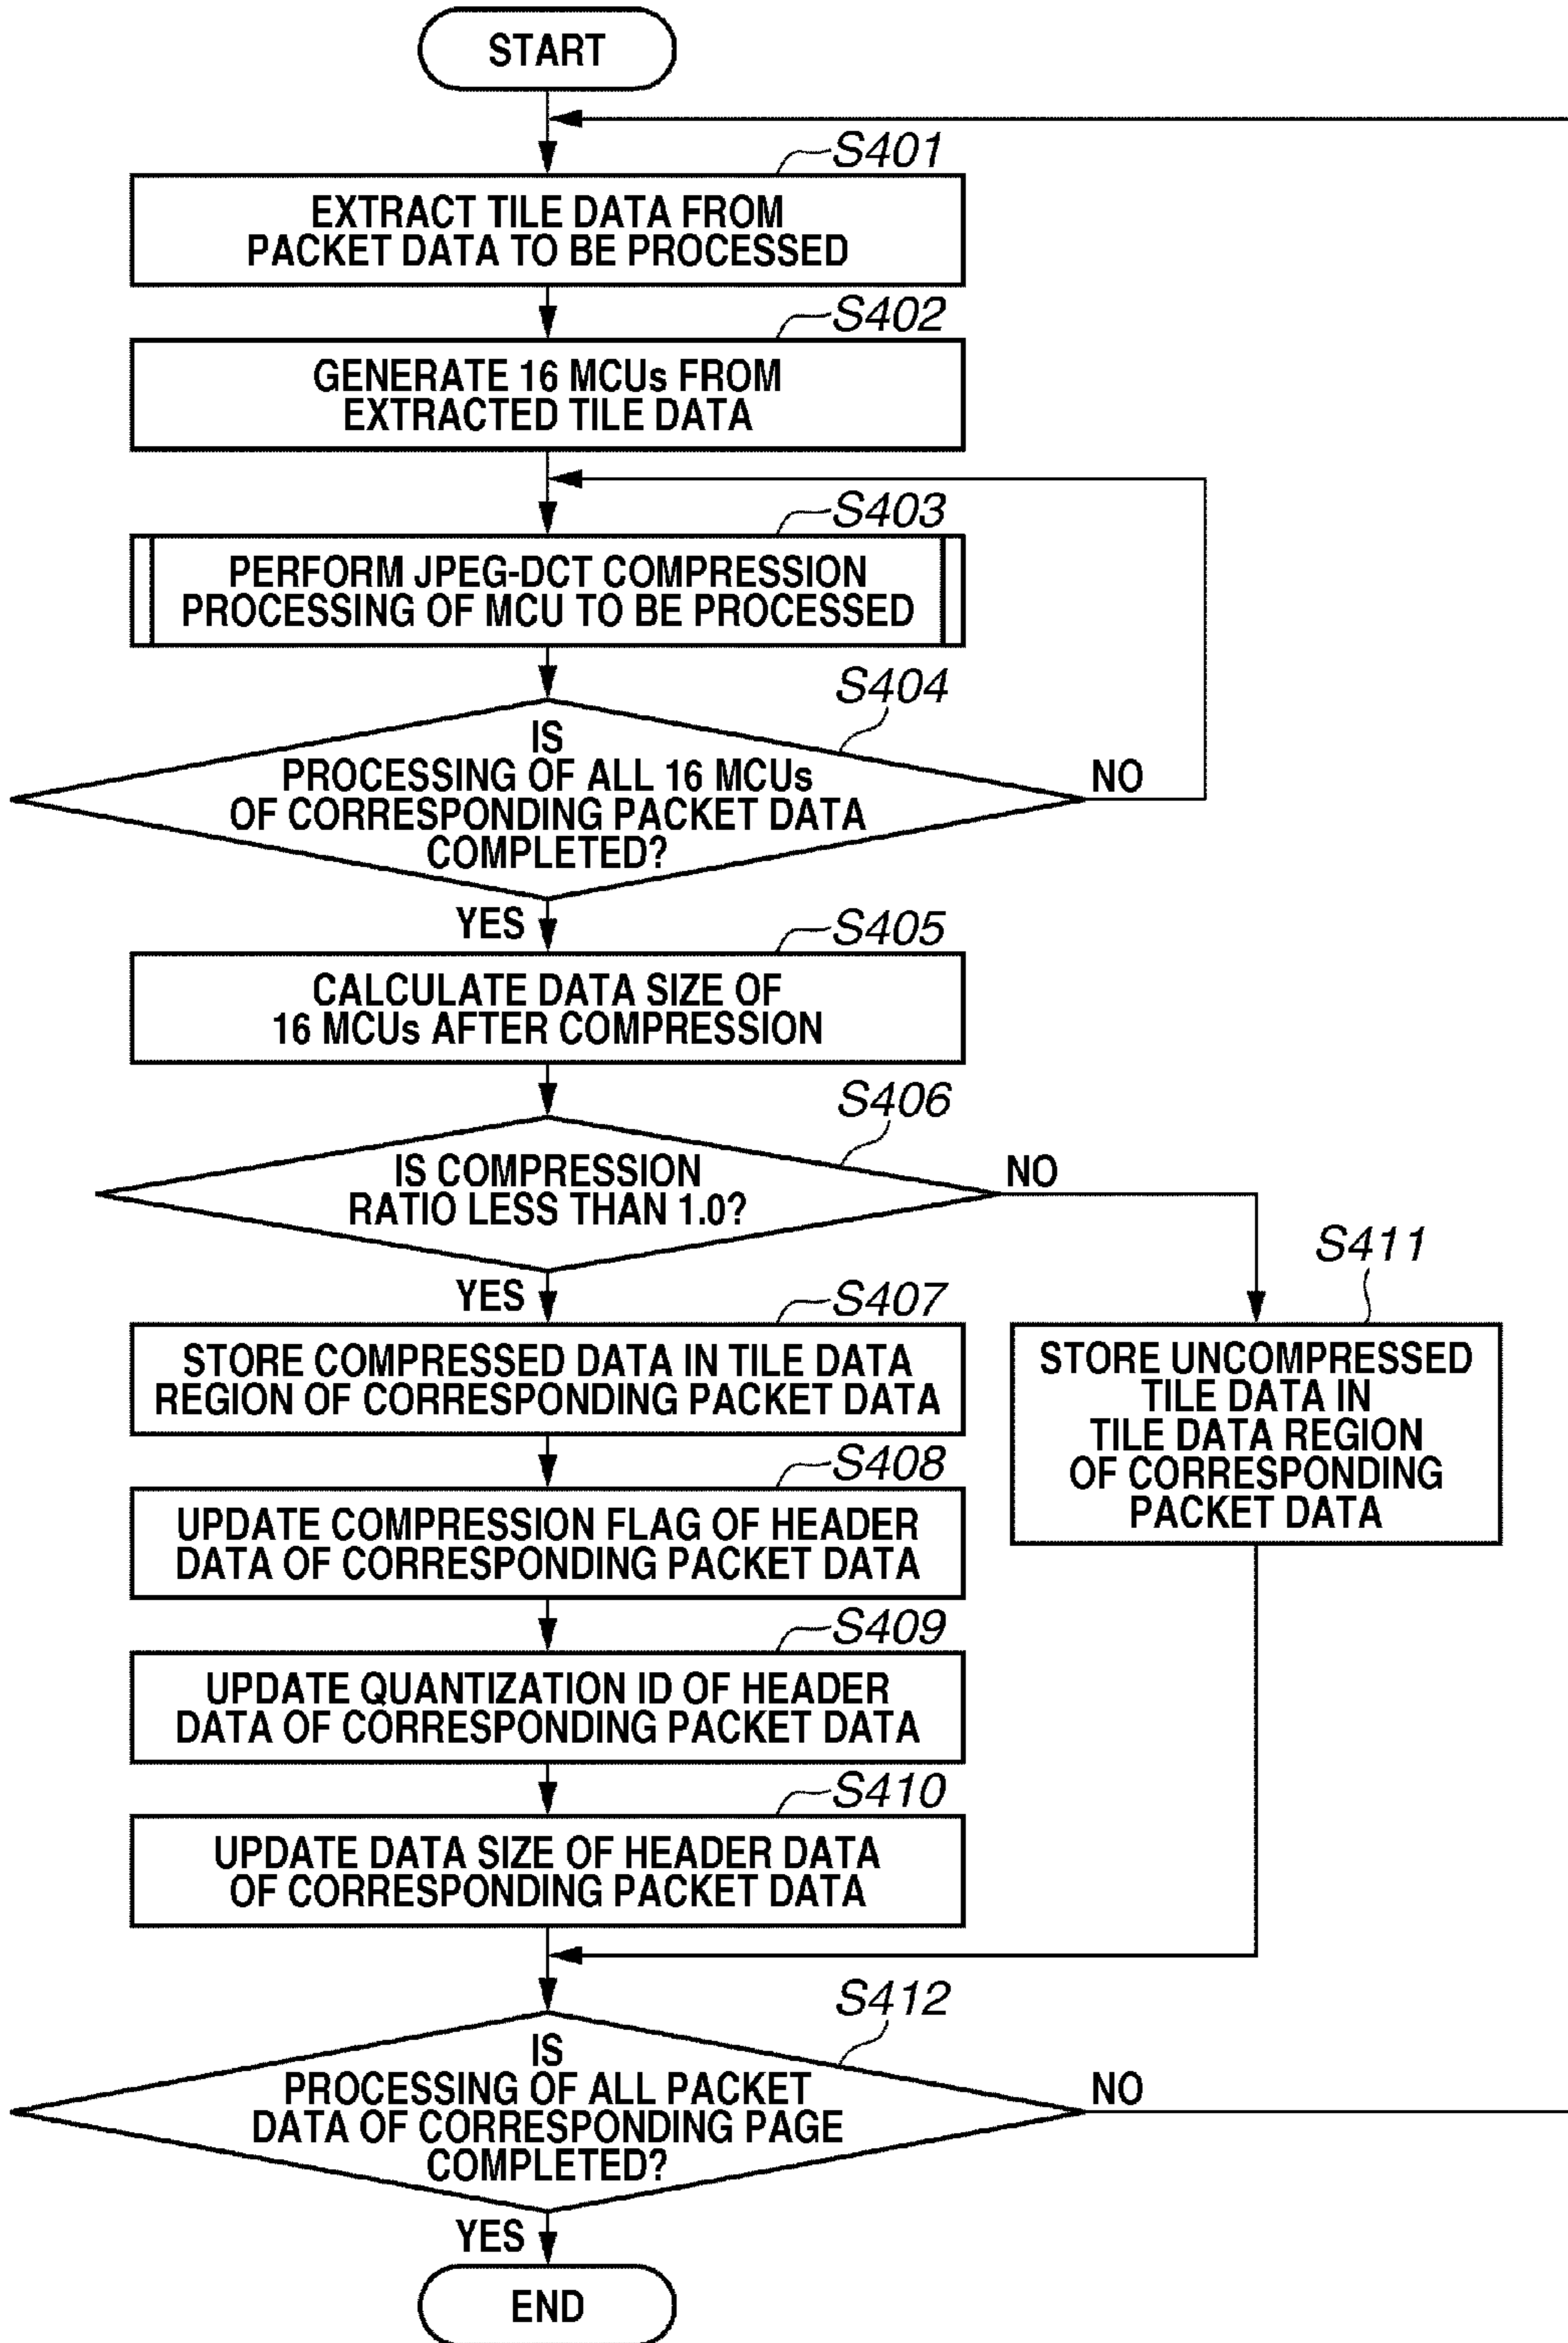 START
S401
EXTRACT TILE DATA FROM
PACKET DATA TO BE PROCESSED
S402
GENERATE 16 MCUs FROM
EXTRACTED TILE DATA
S403
PERFORM JPEG-DCT COMPRESSION
PROCESSING OF MCU TO BE PROCESSED
S404
IS
PROCESSING OF ALL 16 MCUs
OF CORRESPONDING PACKET DATA
COMPLETED?
NO
YES
S405
CALCULATE DATA SIZE OF
16 MCUs AFTER COMPRESSION
S406
IS COMPRESSION
RATIO LESS THAN 1.0?
NO
YES
S407
STORE COMPRESSED DATA IN TILE DATA
REGION OF CORRESPONDING PACKET DATA
S411
STORE UNCOMPRESSED
TILE DATA IN
TILE DATA REGION
OF CORRESPONDING
PACKET DATA
S408
UPDATE COMPRESSION FLAG OF HEADER
DATA OF CORRESPONDING PACKET DATA
S409
UPDATE QUANTIZATION ID OF HEADER
DATA OF CORRESPONDING PACKET DATA
S410
UPDATE DATA SIZE OF HEADER DATA
OF CORRESPONDING PACKET DATA
S412
IS
PROCESSING OF ALL PACKET
DATA OF CORRESPONDING PAGE
COMPLETED?
NO
YES
END